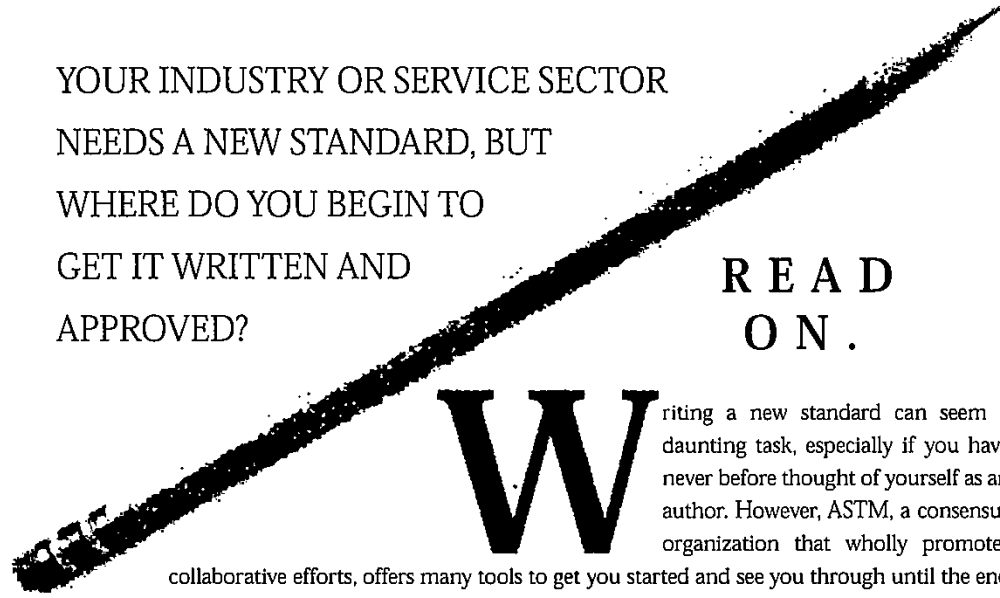 YOUR INDUSTRY OR SERVICE SECTOR
NEEDS A NEW STANDARD, BUT
WHERE DO YOU BEGIN TO
GET IT WRITTEN AND
APPROVED?
READ
ON.
Writing a new standard can seem
daunting task, especially if you hav
never before thought of yourself as an
author. However, ASTM, a consensu
organization that wholly promote
collaborative efforts, offers many tools to get you started and see you through until the end